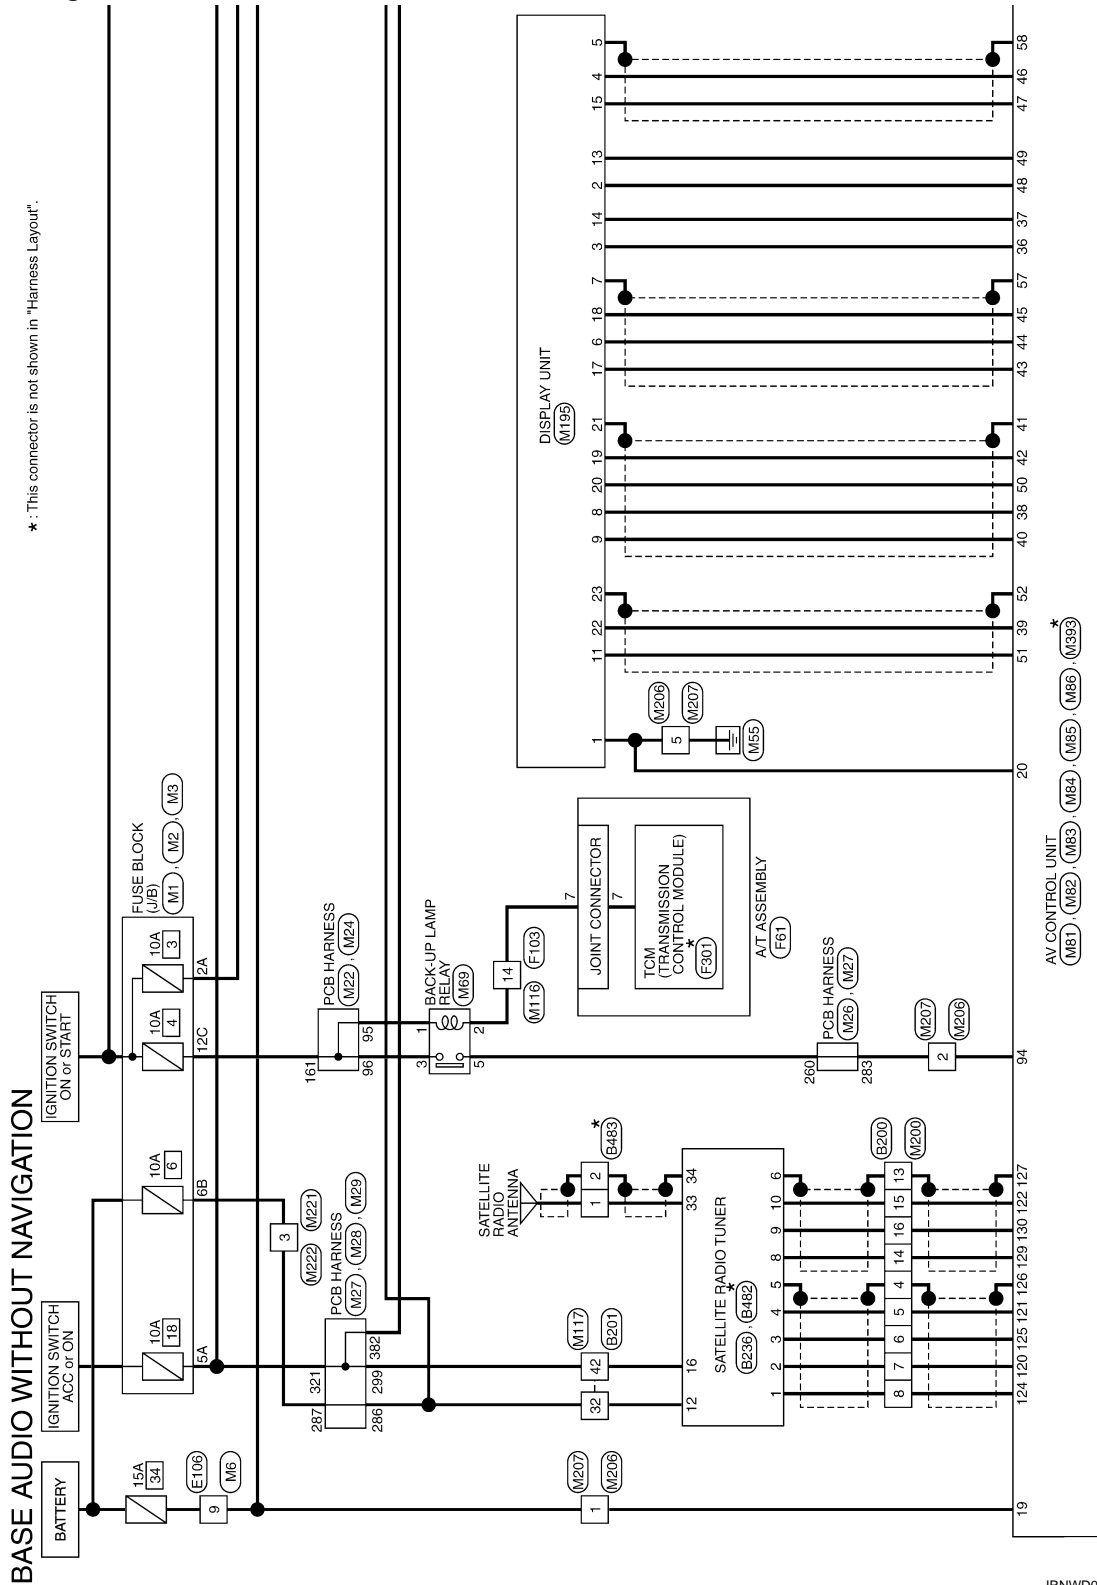 BASE AUDIO WITHOUT NAVIGATION
* : This connector is not shown in "Harness Layout".
BATTERY
IGNITION SWITCH
ACC or ON
IGNITION SWITCH
ON or START
15A
34
10A
18
10A
6
10A
4
10A
3
FUSE BLOCK
(J/B)
M1 , M2 , M3
5A
6B
12C
2A
E106
9
M6
M222
3
M221
PCB HARNESS
M27 , M28 , M29
287
321
286
299
382
PCB HARNESS
M22 , M24
161
96
95
BACK-UP LAMP
RELAY
M69
3
1
5
2
M116
14
F103
7
JOINT CONNECTOR
7
TCM
(TRANSMISSION
CONTROL MODULE)
*
F301
A/T ASSEMBLY
F61
DISPLAY UNIT
M195
1
11
22
23
9
8
20
19
21
17
6
18
7
3
14
2
13
15
4
5
M206
5
M207
M55
SATELLITE
RADIO
ANTENNA
1
2
*
B483
M207
1
M206
32
42
M117
B201
12
16
33
34
SATELLITE RADIO TUNER
B236 , B482
*
1
2
3
4
5
8
9
10
6
8
7
6
5
4
14
16
15
13
B200
M200
PCB HARNESS
M26 , M27
260
283
2
M207
M206
19
124
120
125
121
126
129
130
122
127
94
20
51
39
52
40
38
50
42
41
43
44
45
57
36
37
48
49
47
46
58
AV CONTROL UNIT
M81 , M82 , M83 , M84 , M85 , M86 , M393
*